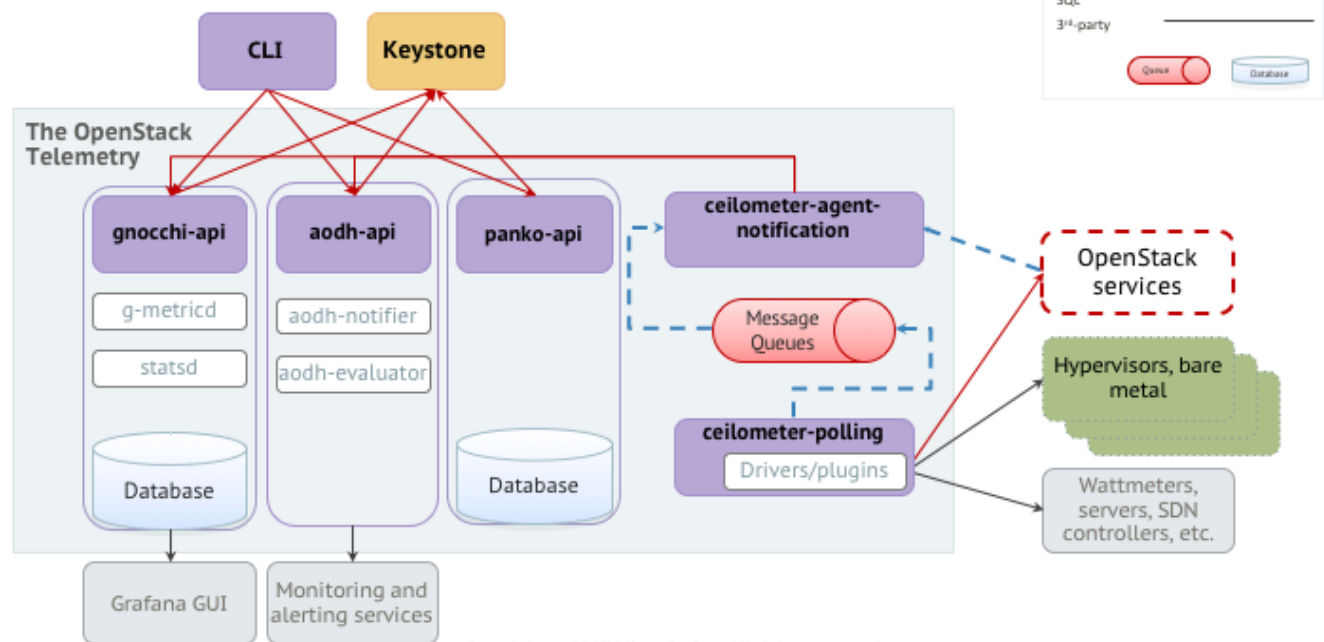 SQL
3rd-party
Queue
Database
CLI
Keystone
The OpenStack
Telemetry
gnocchi-api
aodh-api
panko-api
ceilometer-agent-
notification
OpenStack
services
g-metricd
aodh-notifier
Message
Queues
statsd
aodh-evaluator
Hypervisors, bare
metal
ceilometer-polling
Drivers/plugins
Database
Database
Wattmeters,
servers, SDN
controllers, etc.
Grafana GUI
Monitoring and
alerting services